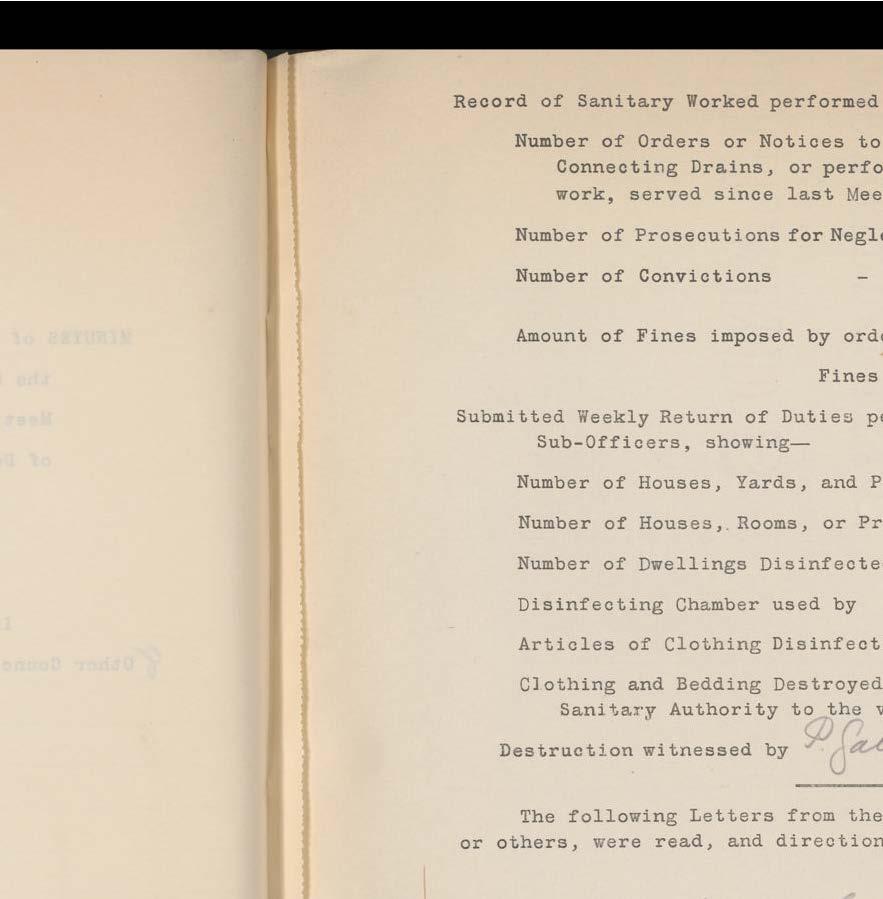 Record of Sanitary Worked performed
Number of Orders or Notices to
Connecting Drains, or perfo
work, served since last Mee
Number of Prosecutions for Negle
Number of Convictions -
Amount of Fines imposed by orde
Fines
Submitted Weekly Return of Duties pe
Sub-Officers, showing—
Number of Houses, Yards, and P
Number of Houses, Rooms, or Pr
Number of Dwellings Disinfecte
Disinfecting Chamber used by
Articles of Clothing Disinfect
Clothing and Bedding Destroyed
Sanitary Authority to the v
Destruction witnessed by P. Gal
The following Letters from the
or others, were read, and direction